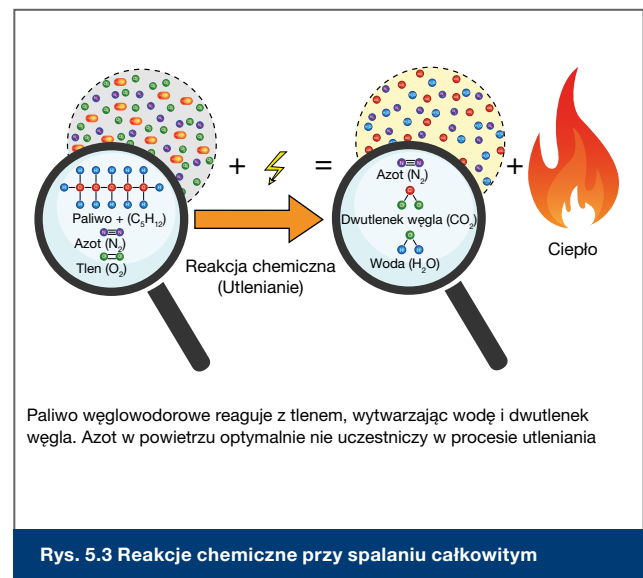 +
=
+
Paliwo + (C₅H₁₂)
Azot (N₂)
Tlen (O₂)
Reakcja chemiczna
(Utlenianie)
Azot (N₂)
Dwutlenek węgla (CO₂)
Woda (H₂O)
Ciepło
Paliwo węglowodorowe reaguje z tlenem, wytwarzając wodę i dwutlenek
węgla. Azot w powietrzu optymalnie nie uczestniczy w procesie utleniania
Rys. 5.3 Reakcje chemiczne przy spalaniu całkowitym